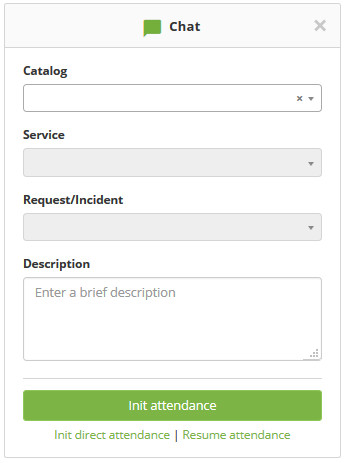 Chat
Catalog
Service
Request/Incident
Description
Enter a brief description
Init attendance
Init direct attendance | Resume attendance